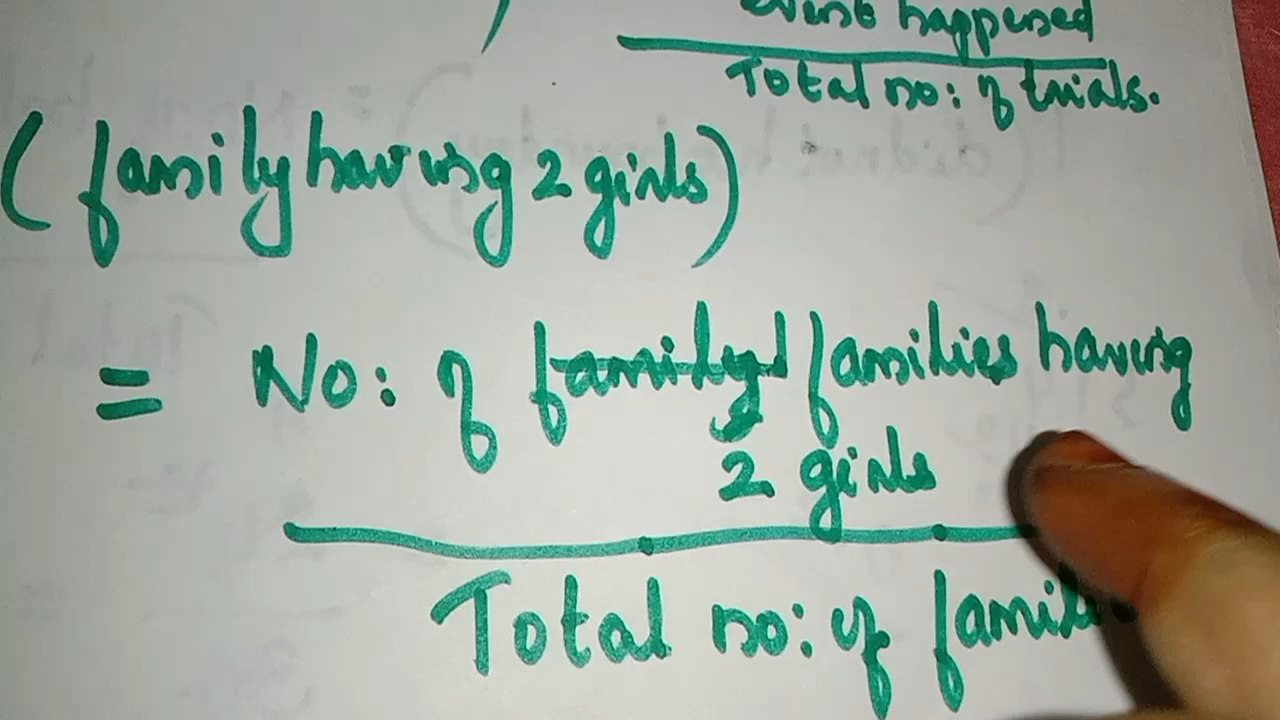 event happened
Total no: of trials.
(family having 2 girls)
= No: of families having
2 girls
Total no: of